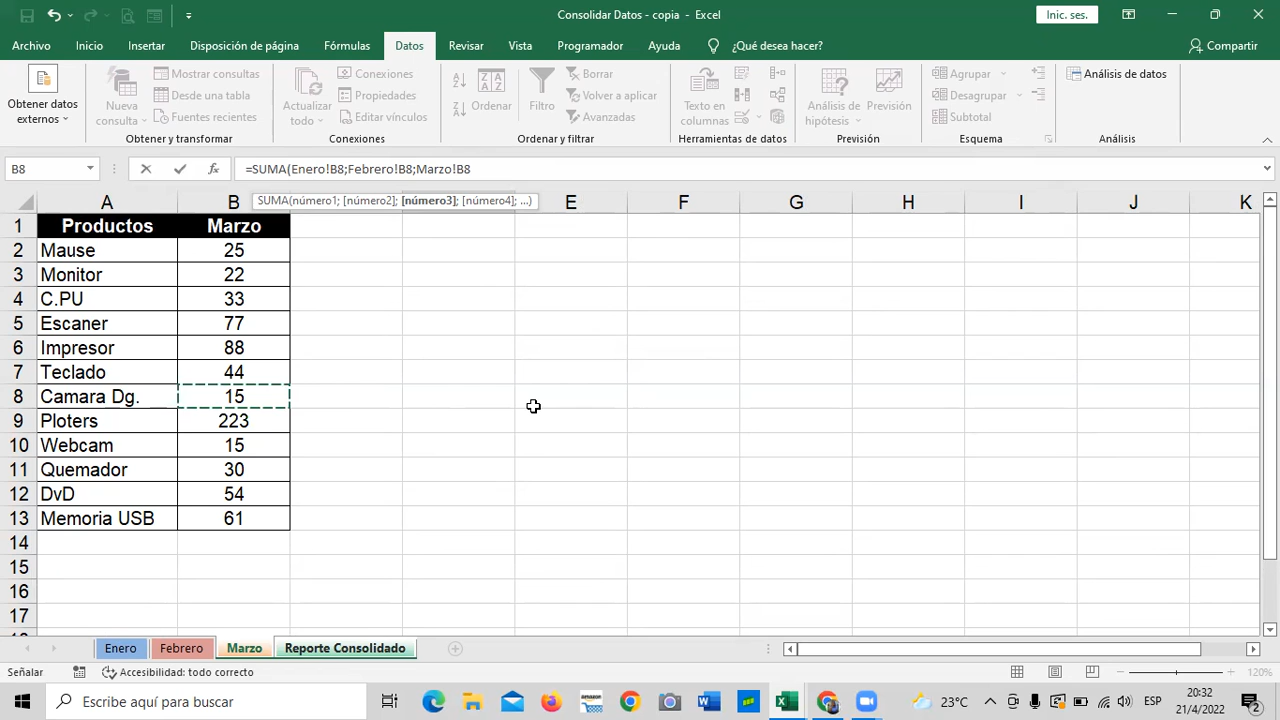 Consolidar Datos - copia - Excel
Inic. ses.
Archivo Inicio Insertar Disposición de página Fórmulas Datos Revisar Vista Programador Ayuda ¿Qué desea hacer? Compartir
Obtener datos externos
Nueva consulta
Mostrar consultas
Desde una tabla
Fuentes recientes
Obtener y transformar
Actualizar todo
Conexiones
Propiedades
Editar vínculos
Conexiones
Ordenar
Filtro
Borrar
Volver a aplicar
Avanzadas
Ordenar y filtrar
Texto en columnas
Herramientas de datos
Análisis de hipótesis
Previsión
Previsión
Agrupar
Desagrupar
Subtotal
Esquema
Análisis de datos
Análisis
B8 fx =SUMA(Enero!B8;Febrero!B8;Marzo!B8
SUMA(número1; [número2]; [número3]; [número4]; ...)
A B E F G H I J K
1 Productos Marzo
2 Mause 25
3 Monitor 22
4 C.PU 33
5 Escaner 77
6 Impresor 88
7 Teclado 44
8 Camara Dg. 15
9 Ploters 223
10 Webcam 15
11 Quemador 30
12 DvD 54
13 Memoria USB 61
14
15
16
17
Enero Febrero Marzo Reporte Consolidado
Señalar Accesibilidad: todo correcto 120%
Escribe aquí para buscar
amazon
23°C
ESP
20:32
21/4/2022
2